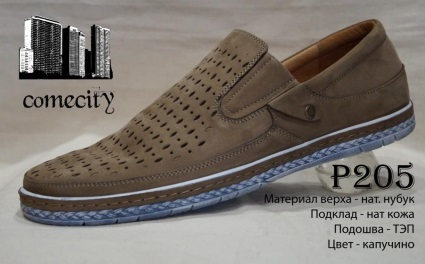 comecity
P205
Материал верха - нат. нубук
Подклад - нат кожа
Подошва - ТЭП
Цвет - капучино